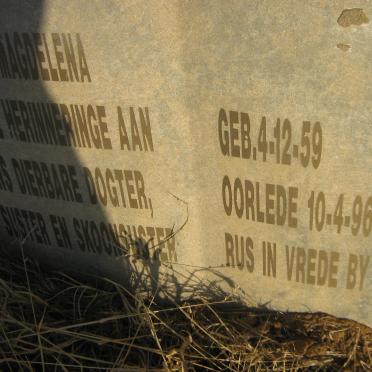 MAGDELENA
HERINNERINGE AAN
DIERBARE DOGTER,
SUSTER EN SKOONSUSTER
GEB. 4-12-59
OORLEDE 10-4-96
RUS IN VREDE BY